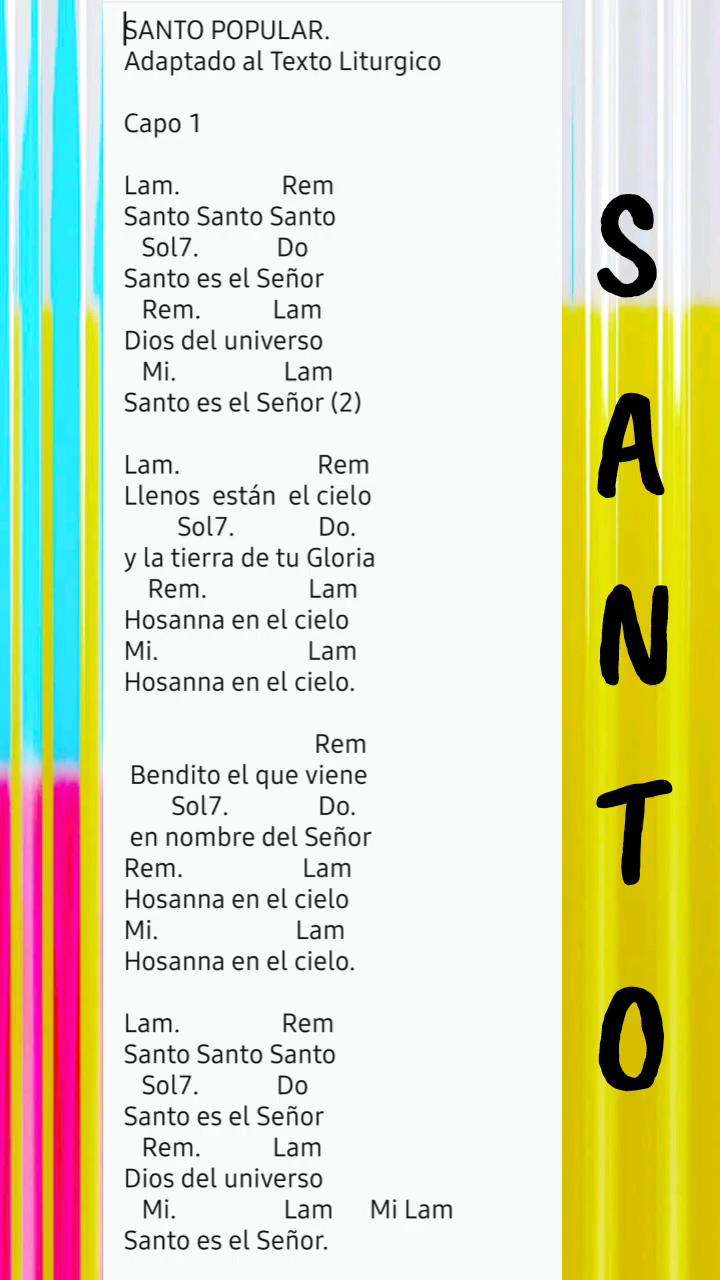 SANTO POPULAR.
Adaptado al Texto Liturgico
Capo 1
Lam. Rem
Santo Santo Santo
Sol7. Do
Santo es el Señor
Rem. Lam
Dios del universo
Mi. Lam
Santo es el Señor (2)
Lam. Rem
Llenos están el cielo
Sol7. Do.
y la tierra de tu Gloria
Rem. Lam
Hosanna en el cielo
Mi. Lam
Hosanna en el cielo.
Rem
Bendito el que viene
Sol7. Do.
en nombre del Señor
Rem. Lam
Hosanna en el cielo
Mi. Lam
Hosanna en el cielo.
Lam. Rem
Santo Santo Santo
Sol7. Do
Santo es el Señor
Rem. Lam
Dios del universo
Mi. Lam Mi Lam
Santo es el Señor.
SANTO